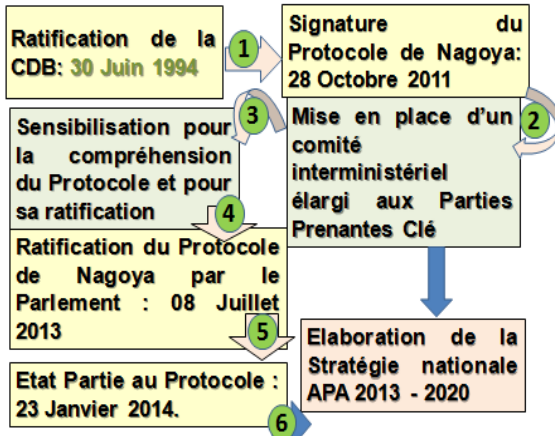 Ratification de la
CDB: 30 Juin 1994
1
Signature du
Protocole de Nagoya:
28 Octobre 2011
2
Mise en place d'un
comité
interministériel
élargi aux Parties
Prenantes Clé
3
Sensibilisation pour
la compréhension
du Protocole et pour
sa ratification
4
Ratification du Protocole
de Nagoya par le
Parlement : 08 Juillet
2013
5
Etat Partie au Protocole :
23 Janvier 2014.
6
Elaboration de la
Stratégie nationale
APA 2013 - 2020